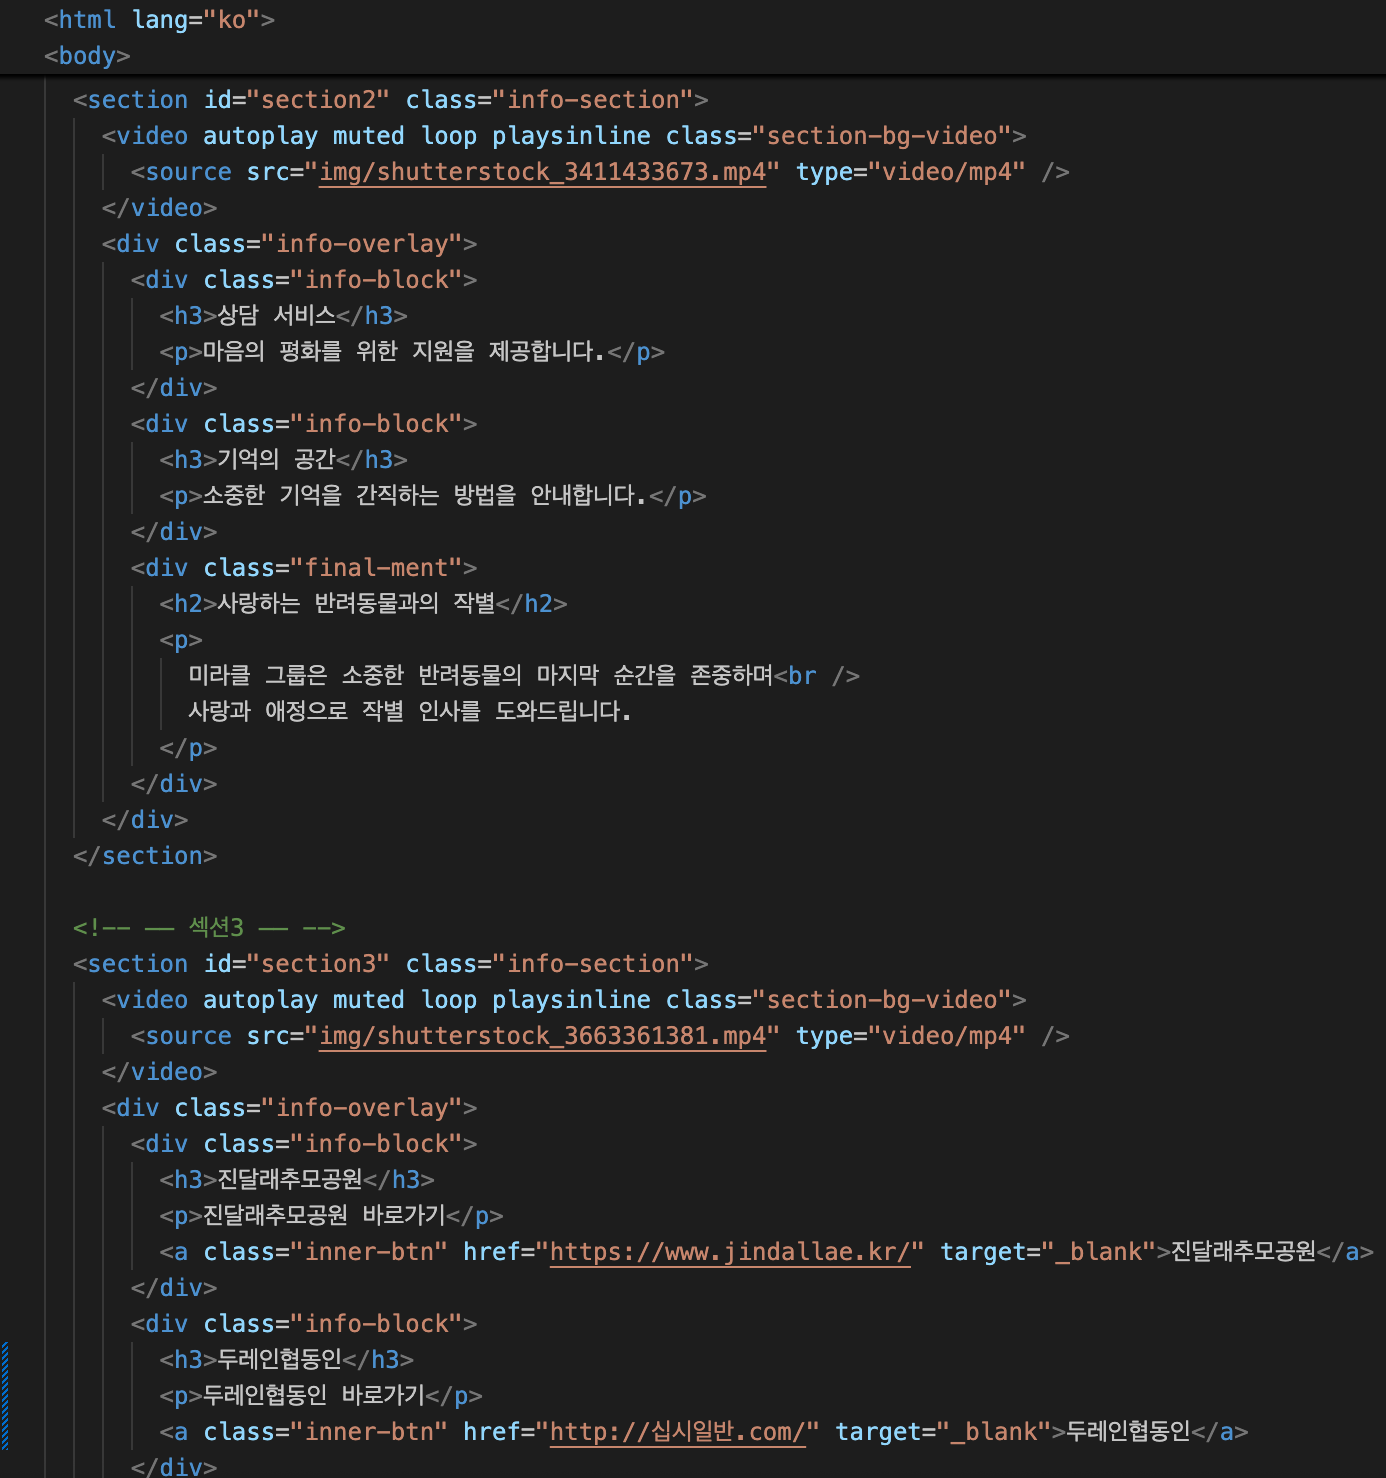 <html lang="ko">
<body>
<section id="section2" class="info-section">
<video autoplay muted loop playsinline class="section-bg-video">
<source src="img/shutterstock_3411433673.mp4" type="video/mp4" />
</video>
<div class="info-overlay">
<div class="info-block">
<h3>상담 서비스</h3>
<p>마음의 평화를 위한 지원을 제공합니다.</p>
</div>
<div class="info-block">
<h3>기억의 공간</h3>
<p>소중한 기억을 간직하는 방법을 안내합니다.</p>
</div>
<div class="final-ment">
<h2>사랑하는 반려동물과의 작별</h2>
<p>
미라클 그룹은 소중한 반려동물의 마지막 순간을 존중하며<br />
사랑과 애정으로 작별 인사를 도와드립니다.
</p>
</div>
</div>
</section>
<!-- —— 섹션3 —— -->
<section id="section3" class="info-section">
<video autoplay muted loop playsinline class="section-bg-video">
<source src="img/shutterstock_3663361381.mp4" type="video/mp4" />
</video>
<div class="info-overlay">
<div class="info-block">
<h3>진달래추모공원</h3>
<p>진달래추모공원 바로가기</p>
<a class="inner-btn" href="https://www.jindallae.kr/" target="_blank">진달래추모공원</a>
</div>
<div class="info-block">
<h3>두레인협동인</h3>
<p>두레인협동인 바로가기</p>
<a class="inner-btn" href="http://십시일반.com/" target="_blank">두레인협동인</a>
</div>